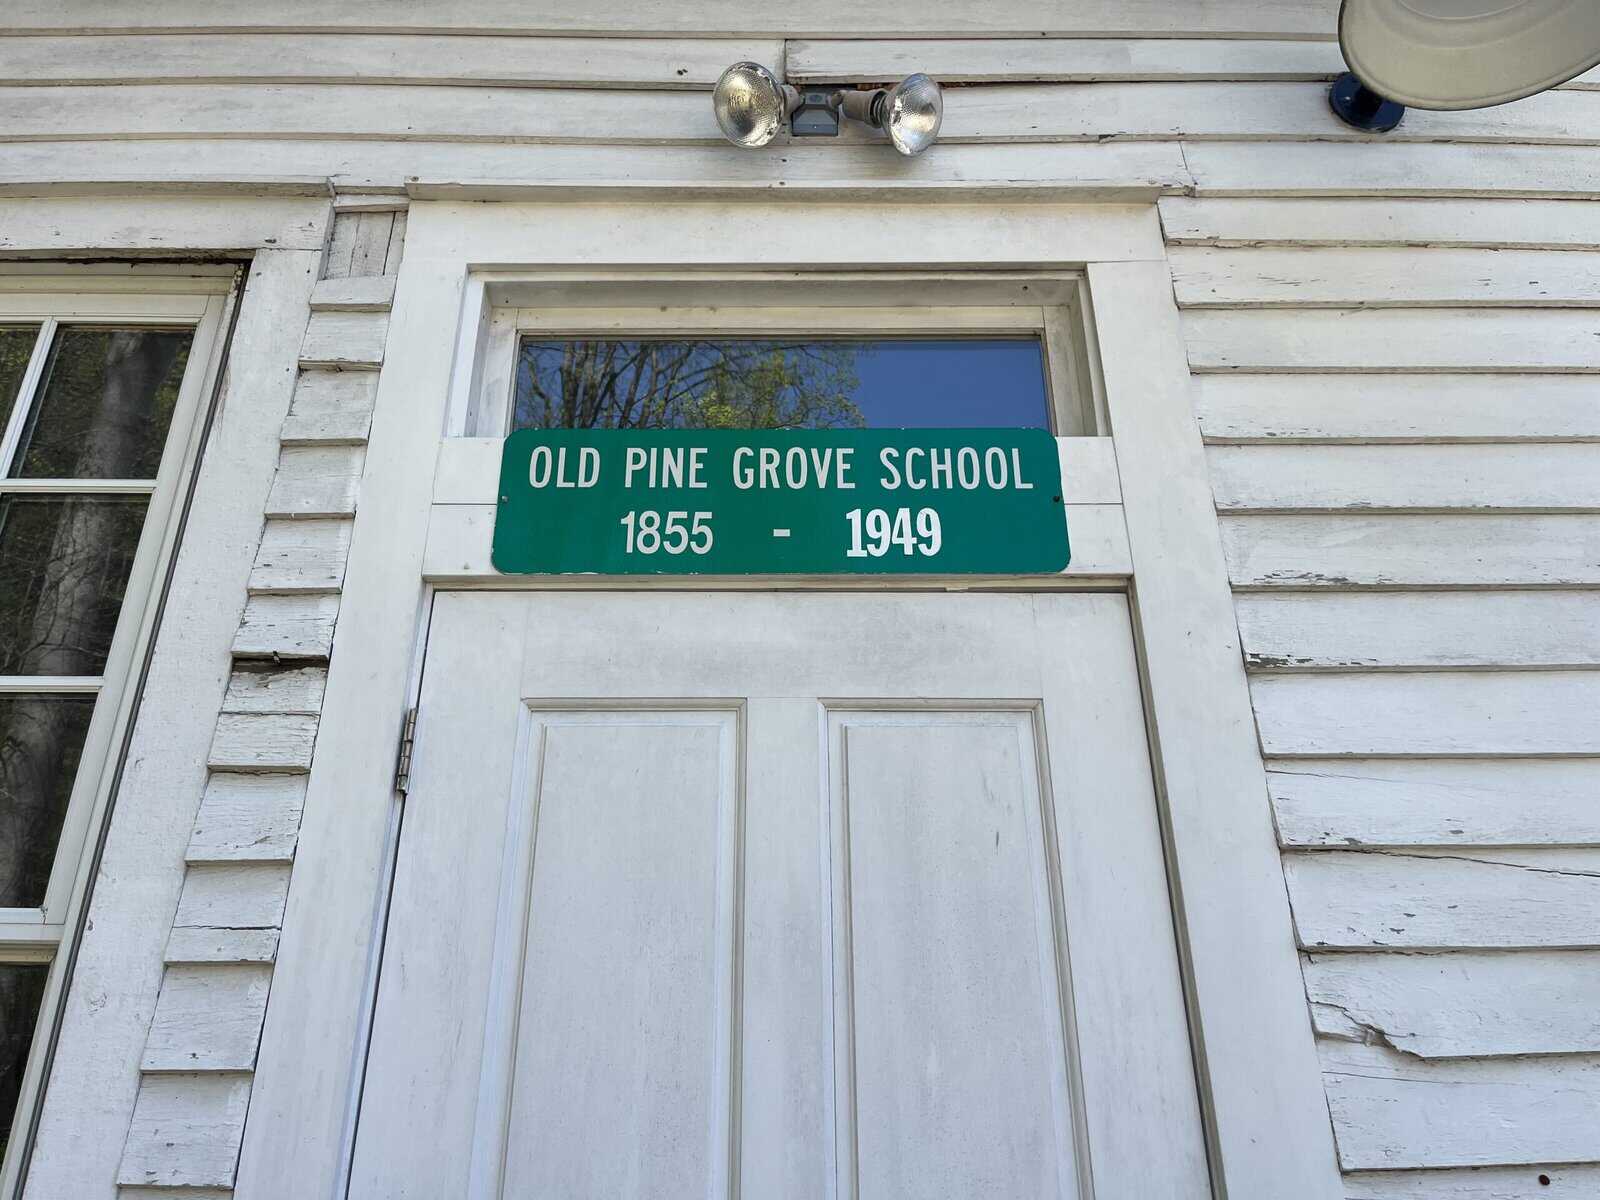 OLD PINE GROVE SCHOOL
1855 - 1949